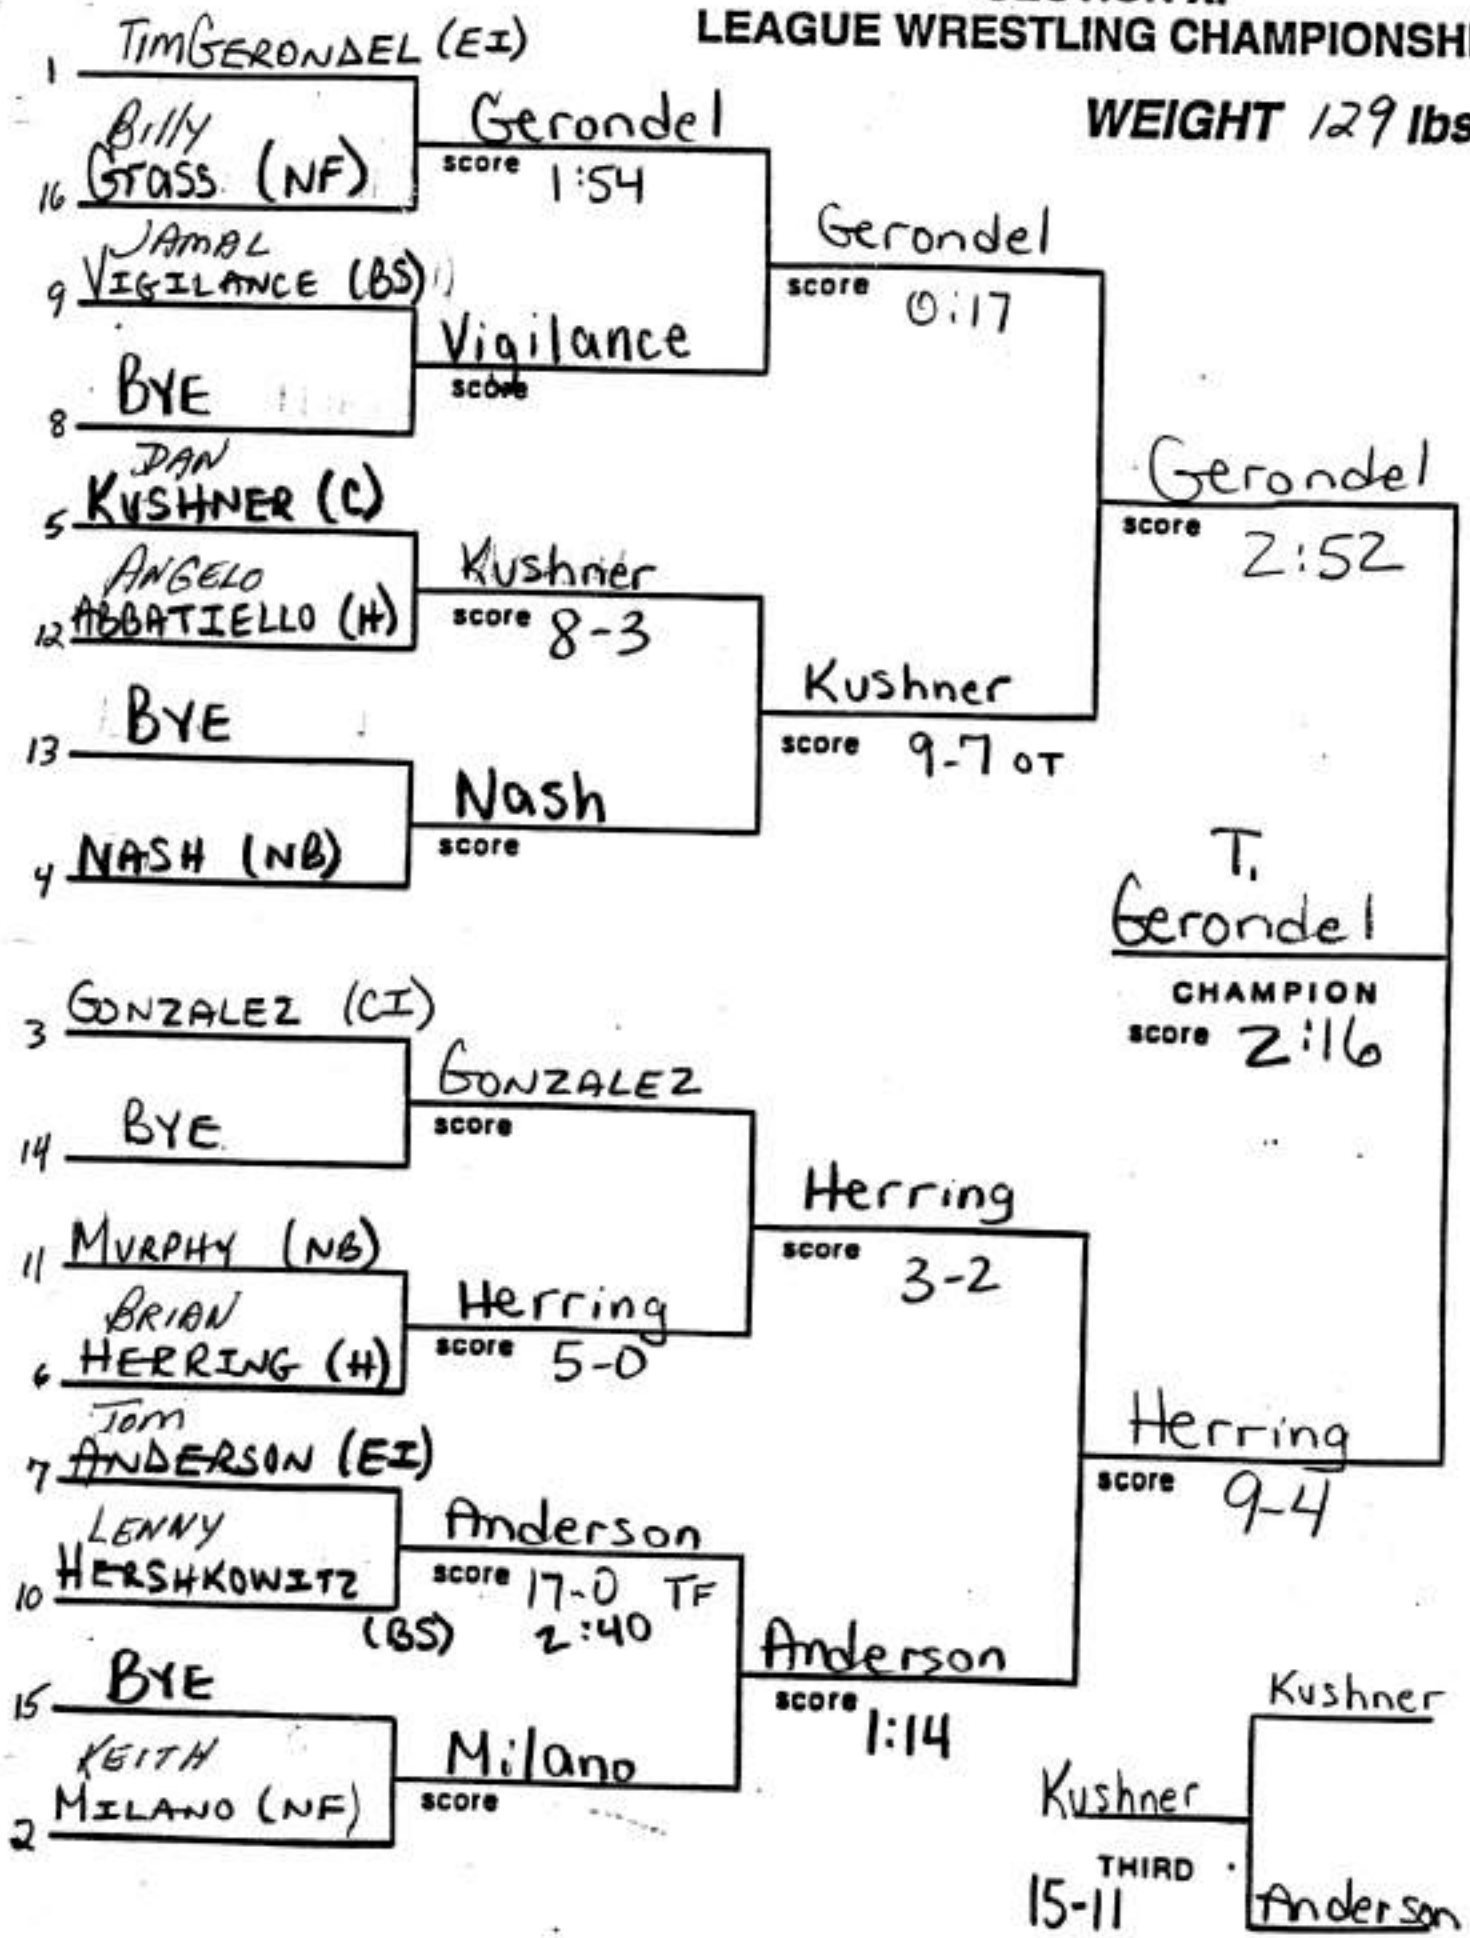 LEAGUE WRESTLING CHAMPIONSHI
WEIGHT 129 lbs
1 TIM GERONDEL (EI)
Billy
16 Grass (NF)
Gerondel
score 1:54
JAMAL
9 VIGILANCE (BS)
8 BYE
Vigilance
score
Gerondel
score 0:17
DAN
5 KUSHNER (C)
ANGELO
12 ABBATIELLO (H)
Kushner
score 8-3
13 BYE
4 NASH (NB)
Nash
score
Kushner
score 9-7 OT
Gerondel
score 2:52
T.
Gerondel
CHAMPION
score 2:16
3 GONZALEZ (CI)
14 BYE
GONZALEZ
score
11 MURPHY (NB)
BRIAN
6 HERRING (H)
Herring
score 5-0
Herring
score 3-2
Tom
7 ANDERSON (EI)
LENNY
10 HERSHKOWITZ
(BS)
Anderson
score 17-0 TF
2:40
15 BYE
KEITH
2 MILANO (NF)
Milano
score
Anderson
score 1:14
Herring
score 9-4
Kushner
Kushner
THIRD
15-11
Anderson